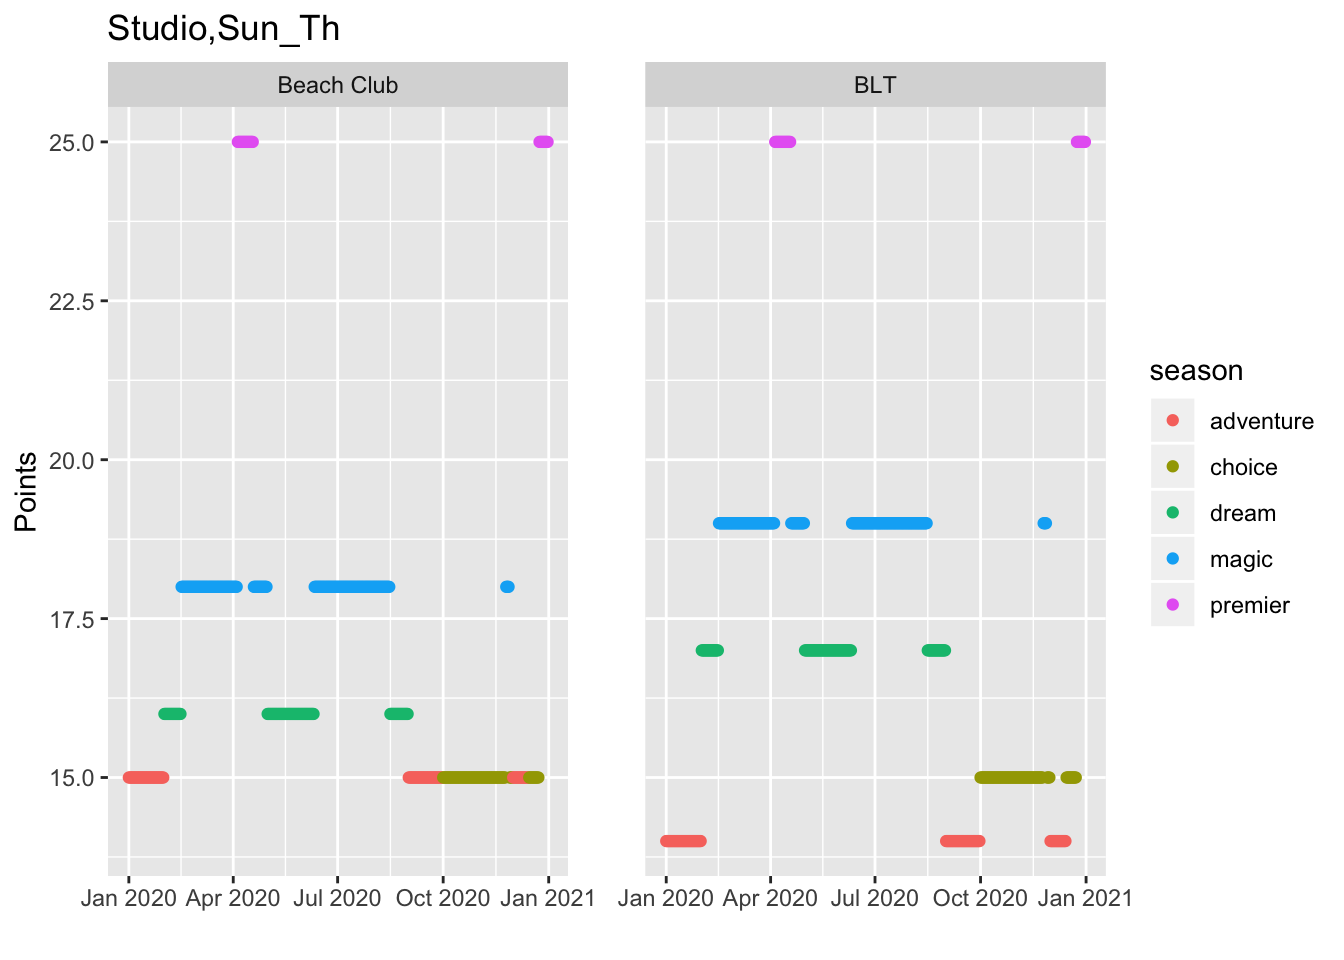 Studio,Sun_Th
Beach Club
BLT
Points
25.0
22.5
20.0
17.5
15.0
Jan 2020 Apr 2020 Jul 2020 Oct 2020 Jan 2021
Jan 2020 Apr 2020 Jul 2020 Oct 2020 Jan 2021
season
adventure
choice
dream
magic
premier